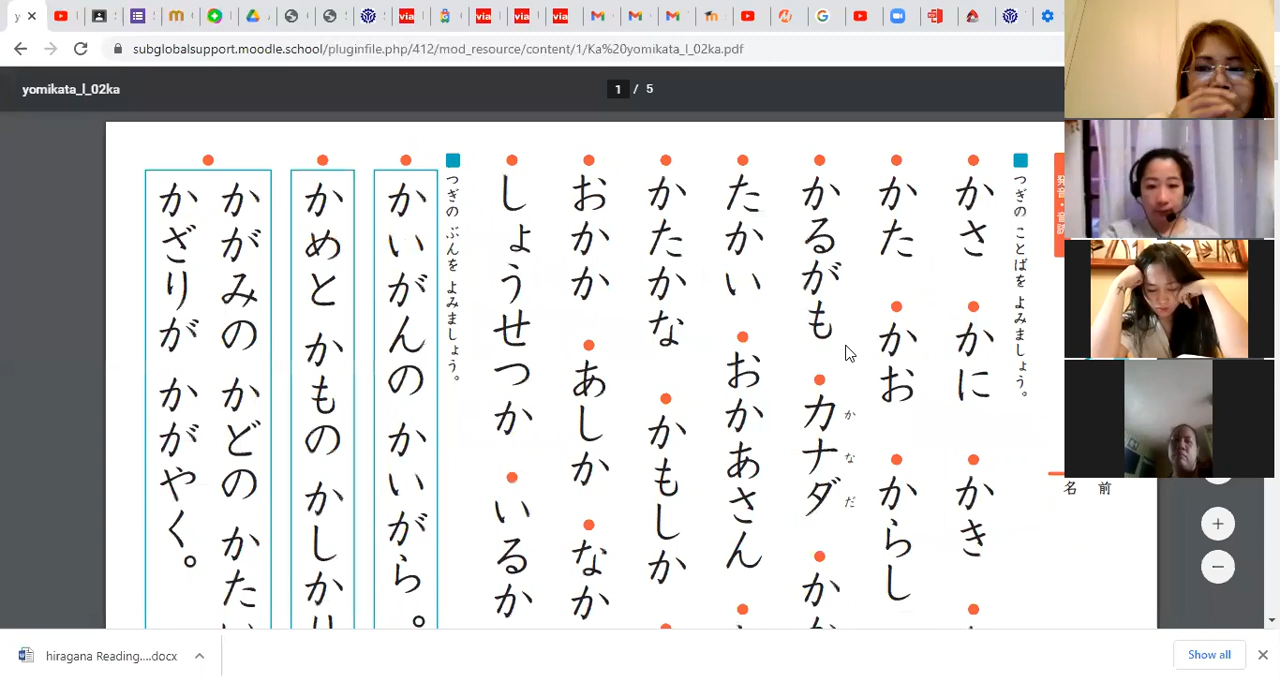 subglobalsupport.moodle.school/pluginfile.php/412/mod_resource/content/1/Ka%20yomikata_l_02ka.pdf
yomikata_l_02ka
1 / 5
発音・音読
名 前
つぎの ことばを よみましょう。
かさ かに かき
かた かお からし
かるがも カナダ
か な だ
たかい おかあさん
かたかな かもしか
おかか あしか なか
しょうせつか いるか
つぎの ぶんを よみましょう。
かいがんの かいがら。
かめと かもの かしか
かがみの かどの かた
かざりが かがやく。
hiragana Reading....docx
Show all